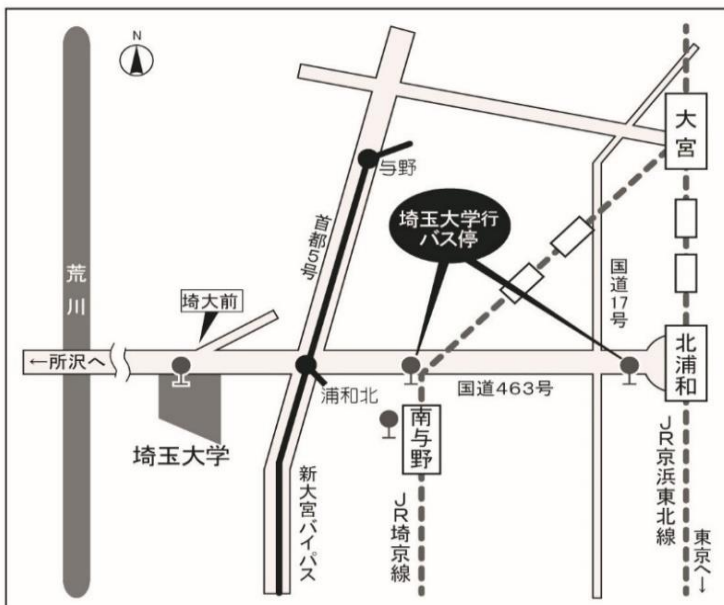 N
大宮
与野
埼玉大学行
バス停
首都5号
国道17号
荒川
埼大前
←所沢へ
北浦和
浦和北
国道463号
南与野
埼玉大学
新大宮バイパス
JR埼京線
JR京浜東北線
東京へ→